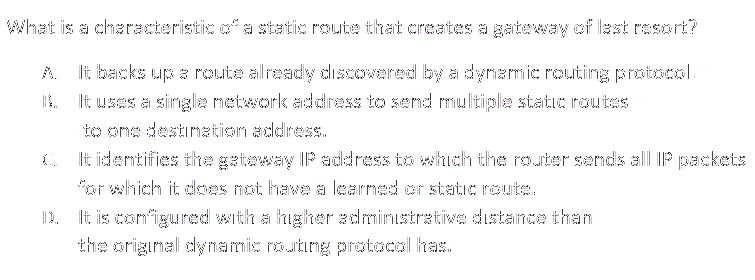 What is a characteristic of a static route that creates a gateway of last resort?
A. It backs up a route already discovered by a dynamic routing protocol.
B. It uses a single network address to send multiple static routes
to one destination address.
C. It identifies the gateway IP address to which the router sends all IP packets
for which it does not have a learned or static route.
D. It is configured with a higher administrative distance than
the original dynamic routing protocol has.